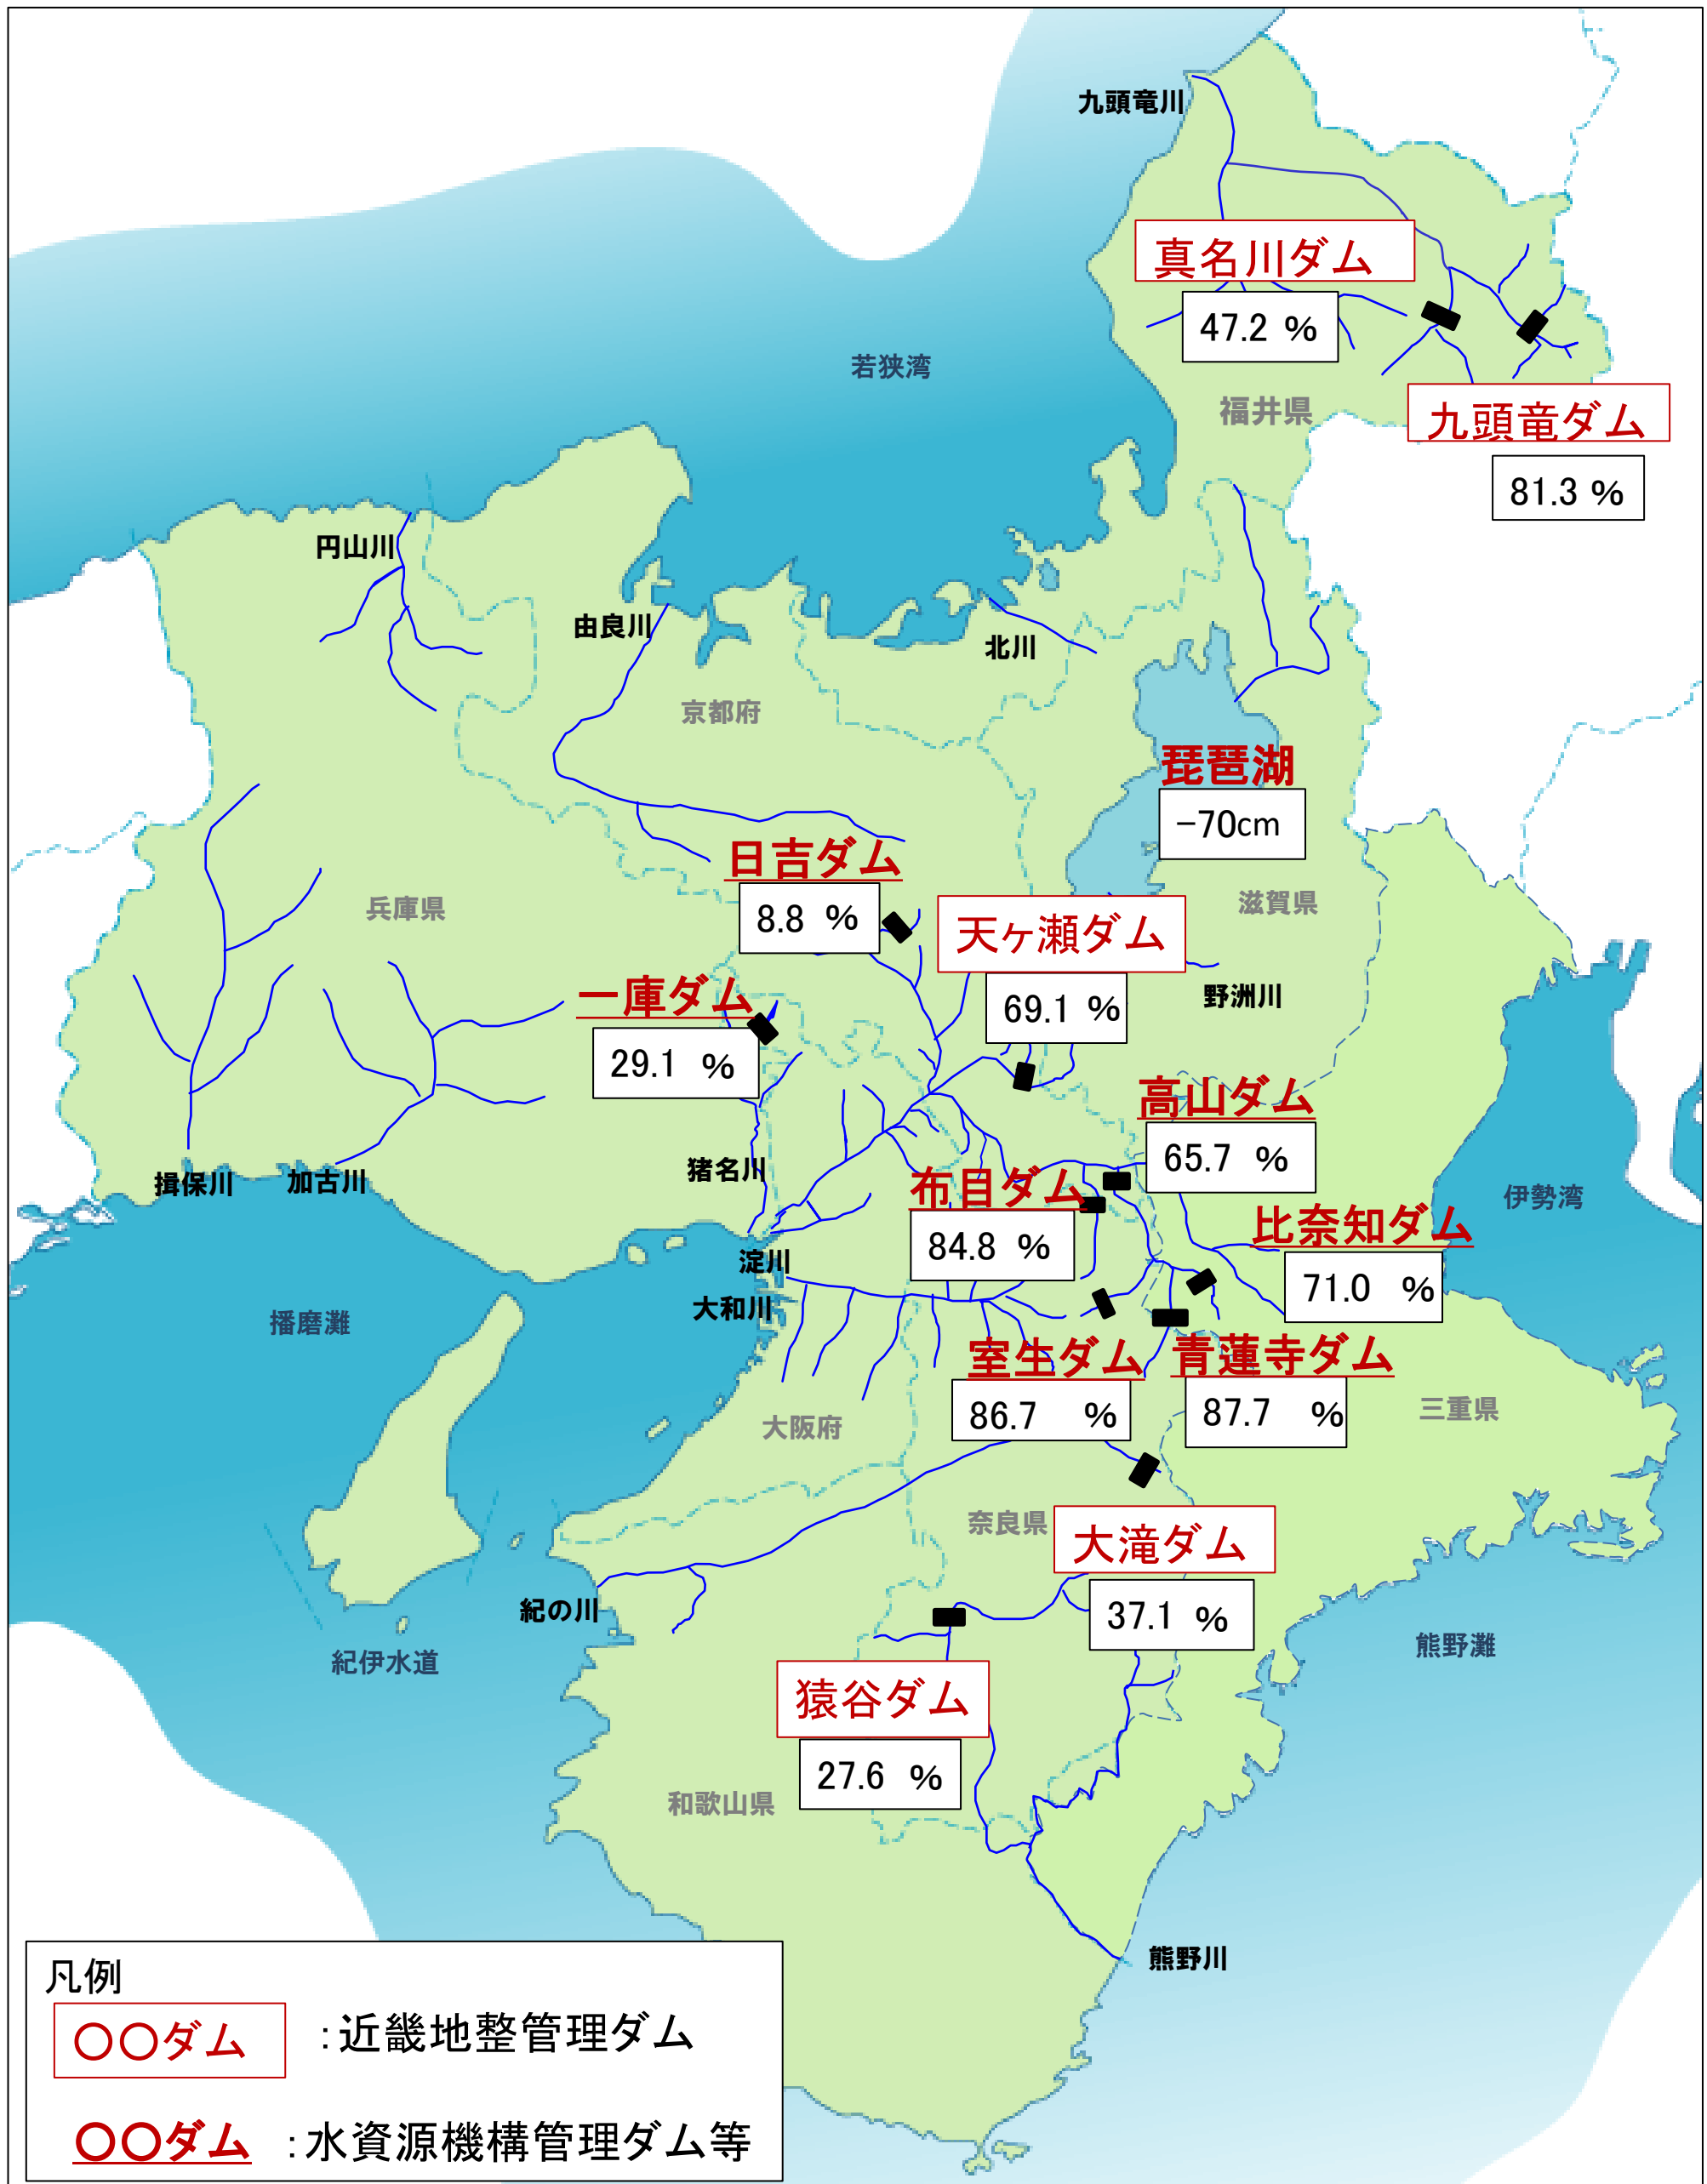 九頭竜川
真名川ダム
47.2 %
若狭湾
福井県
九頭竜ダム
81.3 %
円山川
由良川
北川
京都府
琵琶湖
−70cm
日吉ダム
8.8 %
兵庫県
天ヶ瀬ダム
滋賀県
一庫ダム
69.1 %
野洲川
29.1 %
高山ダム
65.7 %
猪名川
揖保川
加古川
布目ダム
伊勢湾
84.8 %
比奈知ダム
淀川
71.0 %
大和川
播磨灘
室生ダム
青蓮寺ダム
86.7 %
87.7 %
三重県
大阪府
奈良県
大滝ダム
紀の川
37.1 %
紀伊水道
熊野灘
猿谷ダム
27.6 %
和歌山県
熊野川
凡例
〇〇ダム :近畿地整管理ダム
〇〇ダム :水資源機構管理ダム等